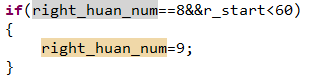 if(right_huan_num==8&&r_start<60)
{
    right_huan_num=9;
}